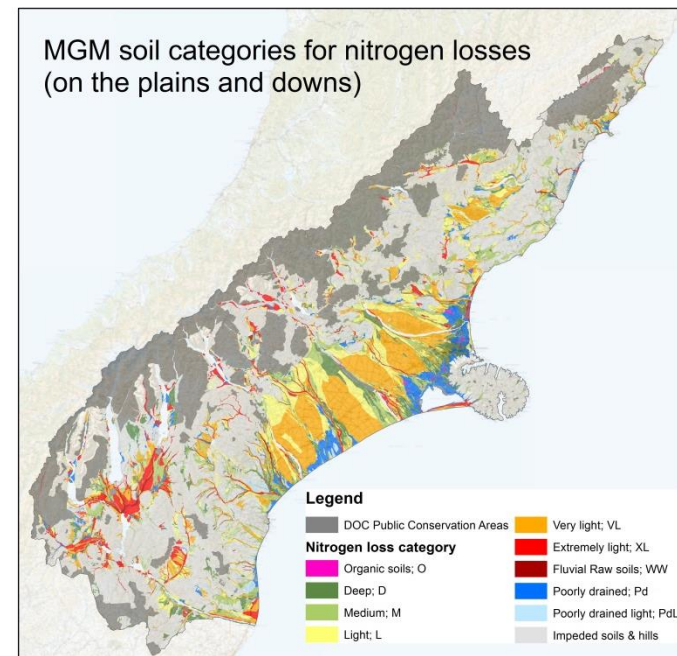 MGM soil categories for nitrogen losses
(on the plains and downs)
Legend
DOC Public Conservation Areas
Nitrogen loss category
Organic soils; O
Deep; D
Medium; M
Light; L
Very light; VL
Extremely light; XL
Fluvial Raw soils; WW
Poorly drained; Pd
Poorly drained light; PdL
Impeded soils & hills